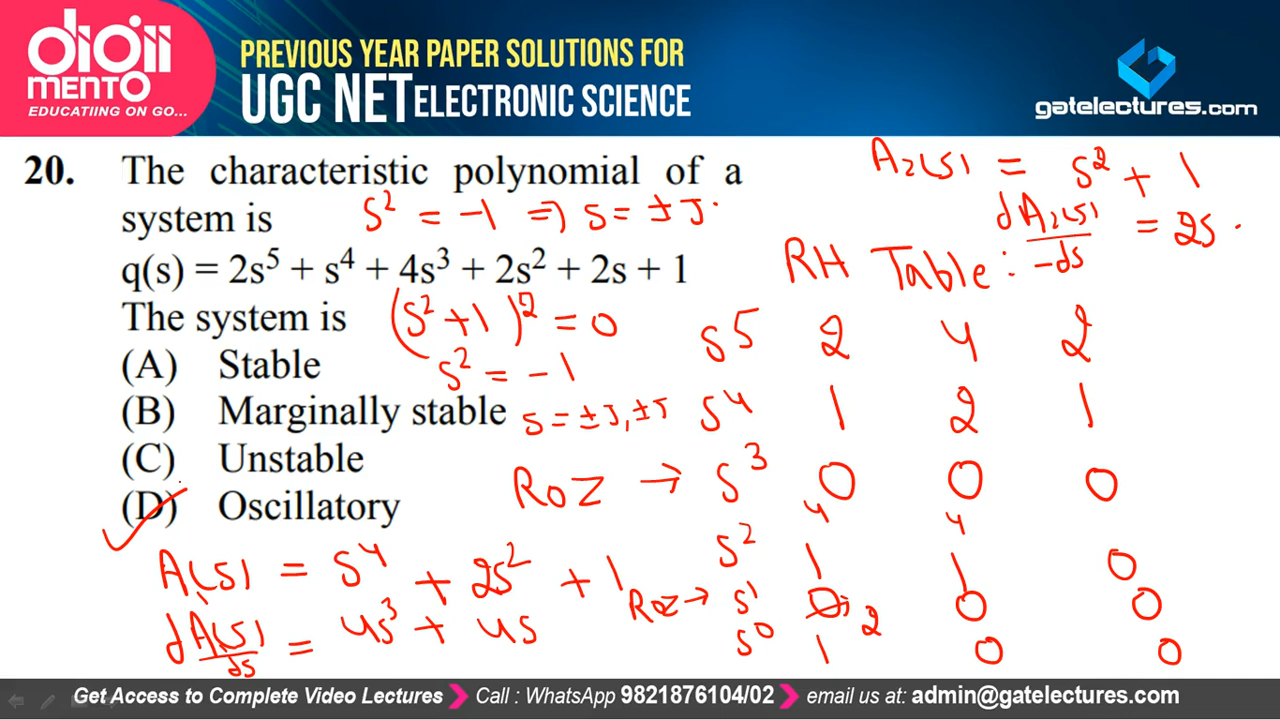 digii
MENTO
EDUCATIING ON GO...
PREVIOUS YEAR PAPER SOLUTIONS FOR
UGC NET ELECTRONIC SCIENCE
gatelectures.com
20. The characteristic polynomial of a
system is
q(s) = 2s⁵ + s⁴ + 4s³ + 2s² + 2s + 1
The system is
(A) Stable
(B) Marginally stable
(C) Unstable
(D) Oscillatory
s² = -1 => s = ±J
(s² + 1)² = 0
s² = -1
s = ±J, ±J
A(s) = s⁴ + 2s² + 1
dA(s)/ds = 4s³ + 4s
A₂(s) = s² + 1
dA₂(s)/ds = 2s
RH Table:
s⁵ 2 4 2
s⁴ 1 2 1
ROZ → s³ 0 0 0
4 4
s² 1 1 0
ROZ → s¹ 0 2 0 0
s⁰ 1 0 0
Get Access to Complete Video Lectures | Call : WhatsApp 9821876104/02 | email us at: admin@gatelectures.com